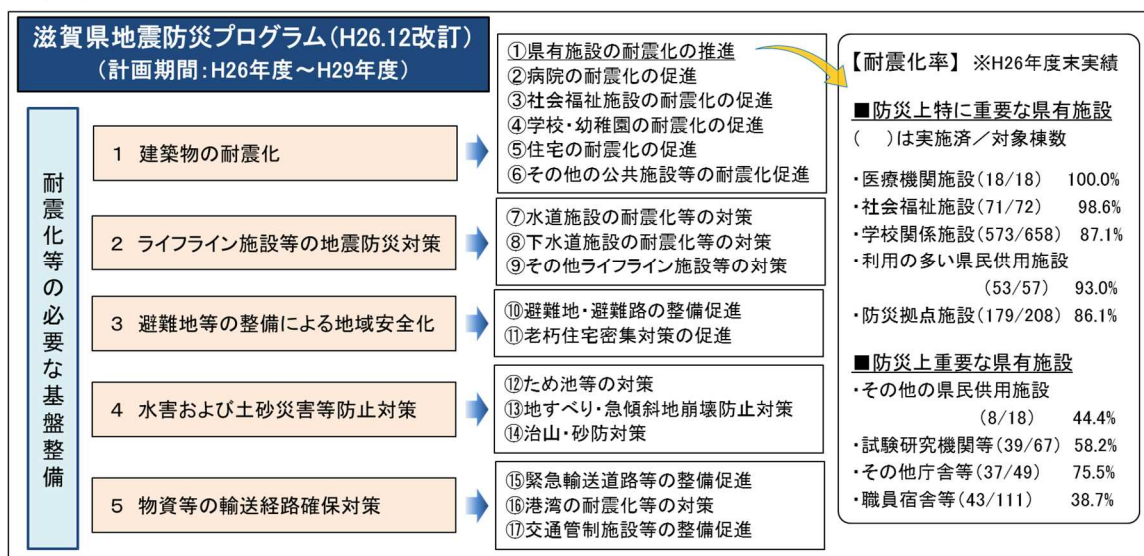 滋賀県地震防災プログラム(H26.12改訂)
(計画期間:H26年度～H29年度)
耐震化等の必要な基盤整備
1 建築物の耐震化
①県有施設の耐震化の推進
②病院の耐震化の促進
③社会福祉施設の耐震化の促進
④学校・幼稚園の耐震化の促進
⑤住宅の耐震化の促進
⑥その他の公共施設等の耐震化促進
2 ライフライン施設等の地震防災対策
⑦水道施設の耐震化等の対策
⑧下水道施設の耐震化等の対策
⑨その他ライフライン施設等の対策
3 避難地等の整備による地域安全化
⑩避難地・避難路の整備促進
⑪老朽住宅密集対策の促進
4 水害および土砂災害等防止対策
⑫ため池等の対策
⑬地すべり・急傾斜地崩壊防止対策
⑭治山・砂防対策
5 物資等の輸送経路確保対策
⑮緊急輸送道路等の整備促進
⑯港湾の耐震化等の対策
⑰交通管制施設等の整備促進
【耐震化率】 ※H26年度末実績
■防災上特に重要な県有施設
( )は実施済/対象棟数
・医療機関施設(18/18) 100.0%
・社会福祉施設(71/72) 98.6%
・学校関係施設(573/658) 87.1%
・利用の多い県民供用施設
(53/57) 93.0%
・防災拠点施設(179/208) 86.1%
■防災上重要な県有施設
・その他の県民供用施設
(8/18) 44.4%
・試験研究機関等(39/67) 58.2%
・その他庁舎等(37/49) 75.5%
・職員宿舎等(43/111) 38.7%